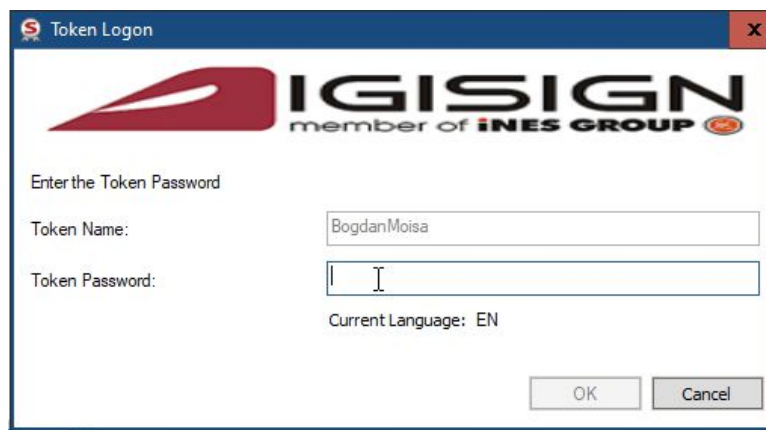 Token Logon
DIGISIGN
member of iNES GROUP
Enter the Token Password
Token Name: BogdanMoisa
Token Password:
Current Language: EN
OK Cancel